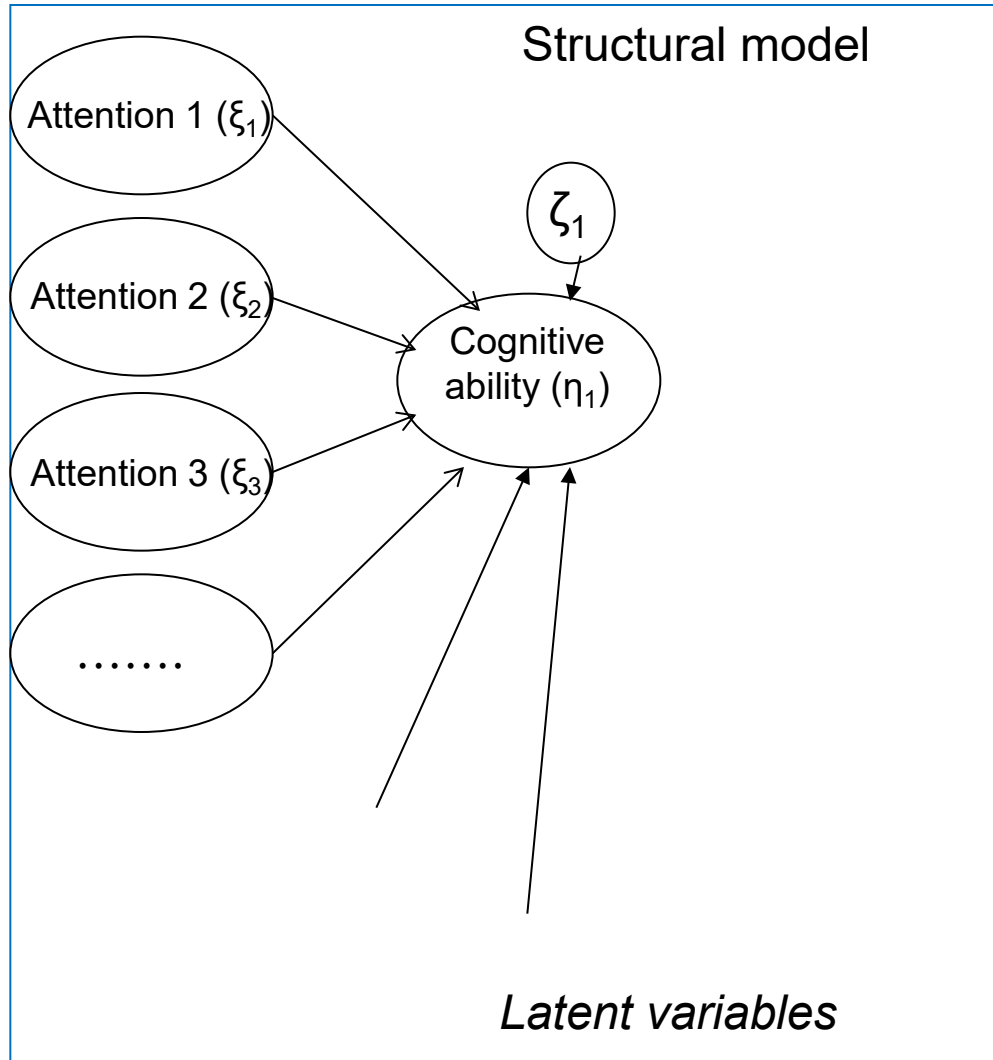 Structural model
Attention 1 (ξ₁)
ζ₁
Attention 2 (ξ₂)
Cognitive
ability (η₁)
Attention 3 (ξ₃)
.......
Latent variables